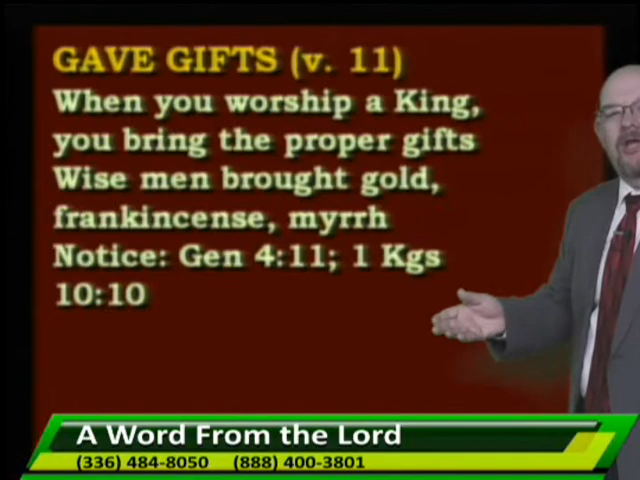 GAVE GIFTS (v. 11)
When you worship a King,
you bring the proper gifts
Wise men brought gold,
frankincense, myrrh
Notice: Gen 4:11; 1 Kgs
10:10
A Word From the Lord
(336) 484-8050 (888) 400-3801